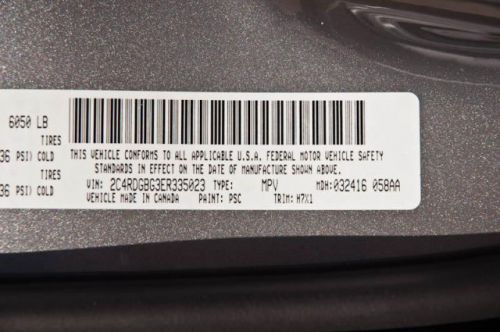 6050 LB
TIRES
36 PSI) COLD
TIRES
36 PSI) COLD
THIS VEHICLE CONFORMS TO ALL APPLICABLE U.S.A. FEDERAL MOTOR VEHICLE SAFETY
STANDARDS IN EFFECT ON THE DATE OF MANUFACTURE SHOWN ABOVE.
VIN: 2C4RDGBG3ER335023 TYPE: MPV MDH: 032416 058AA
VEHICLE MADE IN CANADA PAINT: PSC TRIM: H7X1